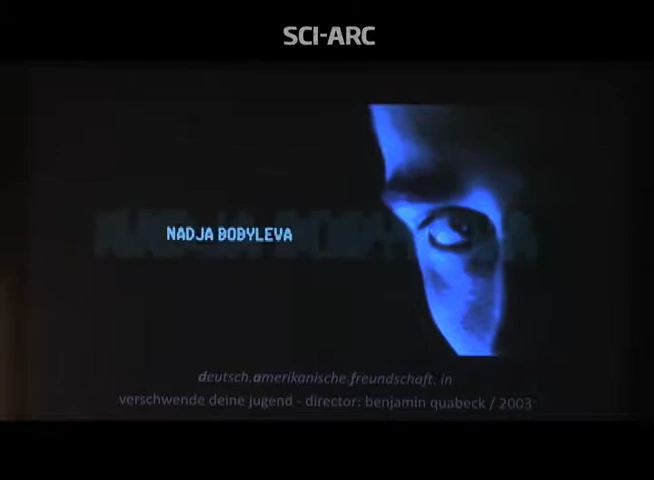 SCI-ARC
NADJA BOBYLEVA
deutsch.amerikanische.freundschaft. in
verschwende deine jugend - director: benjamin quabeck / 2003